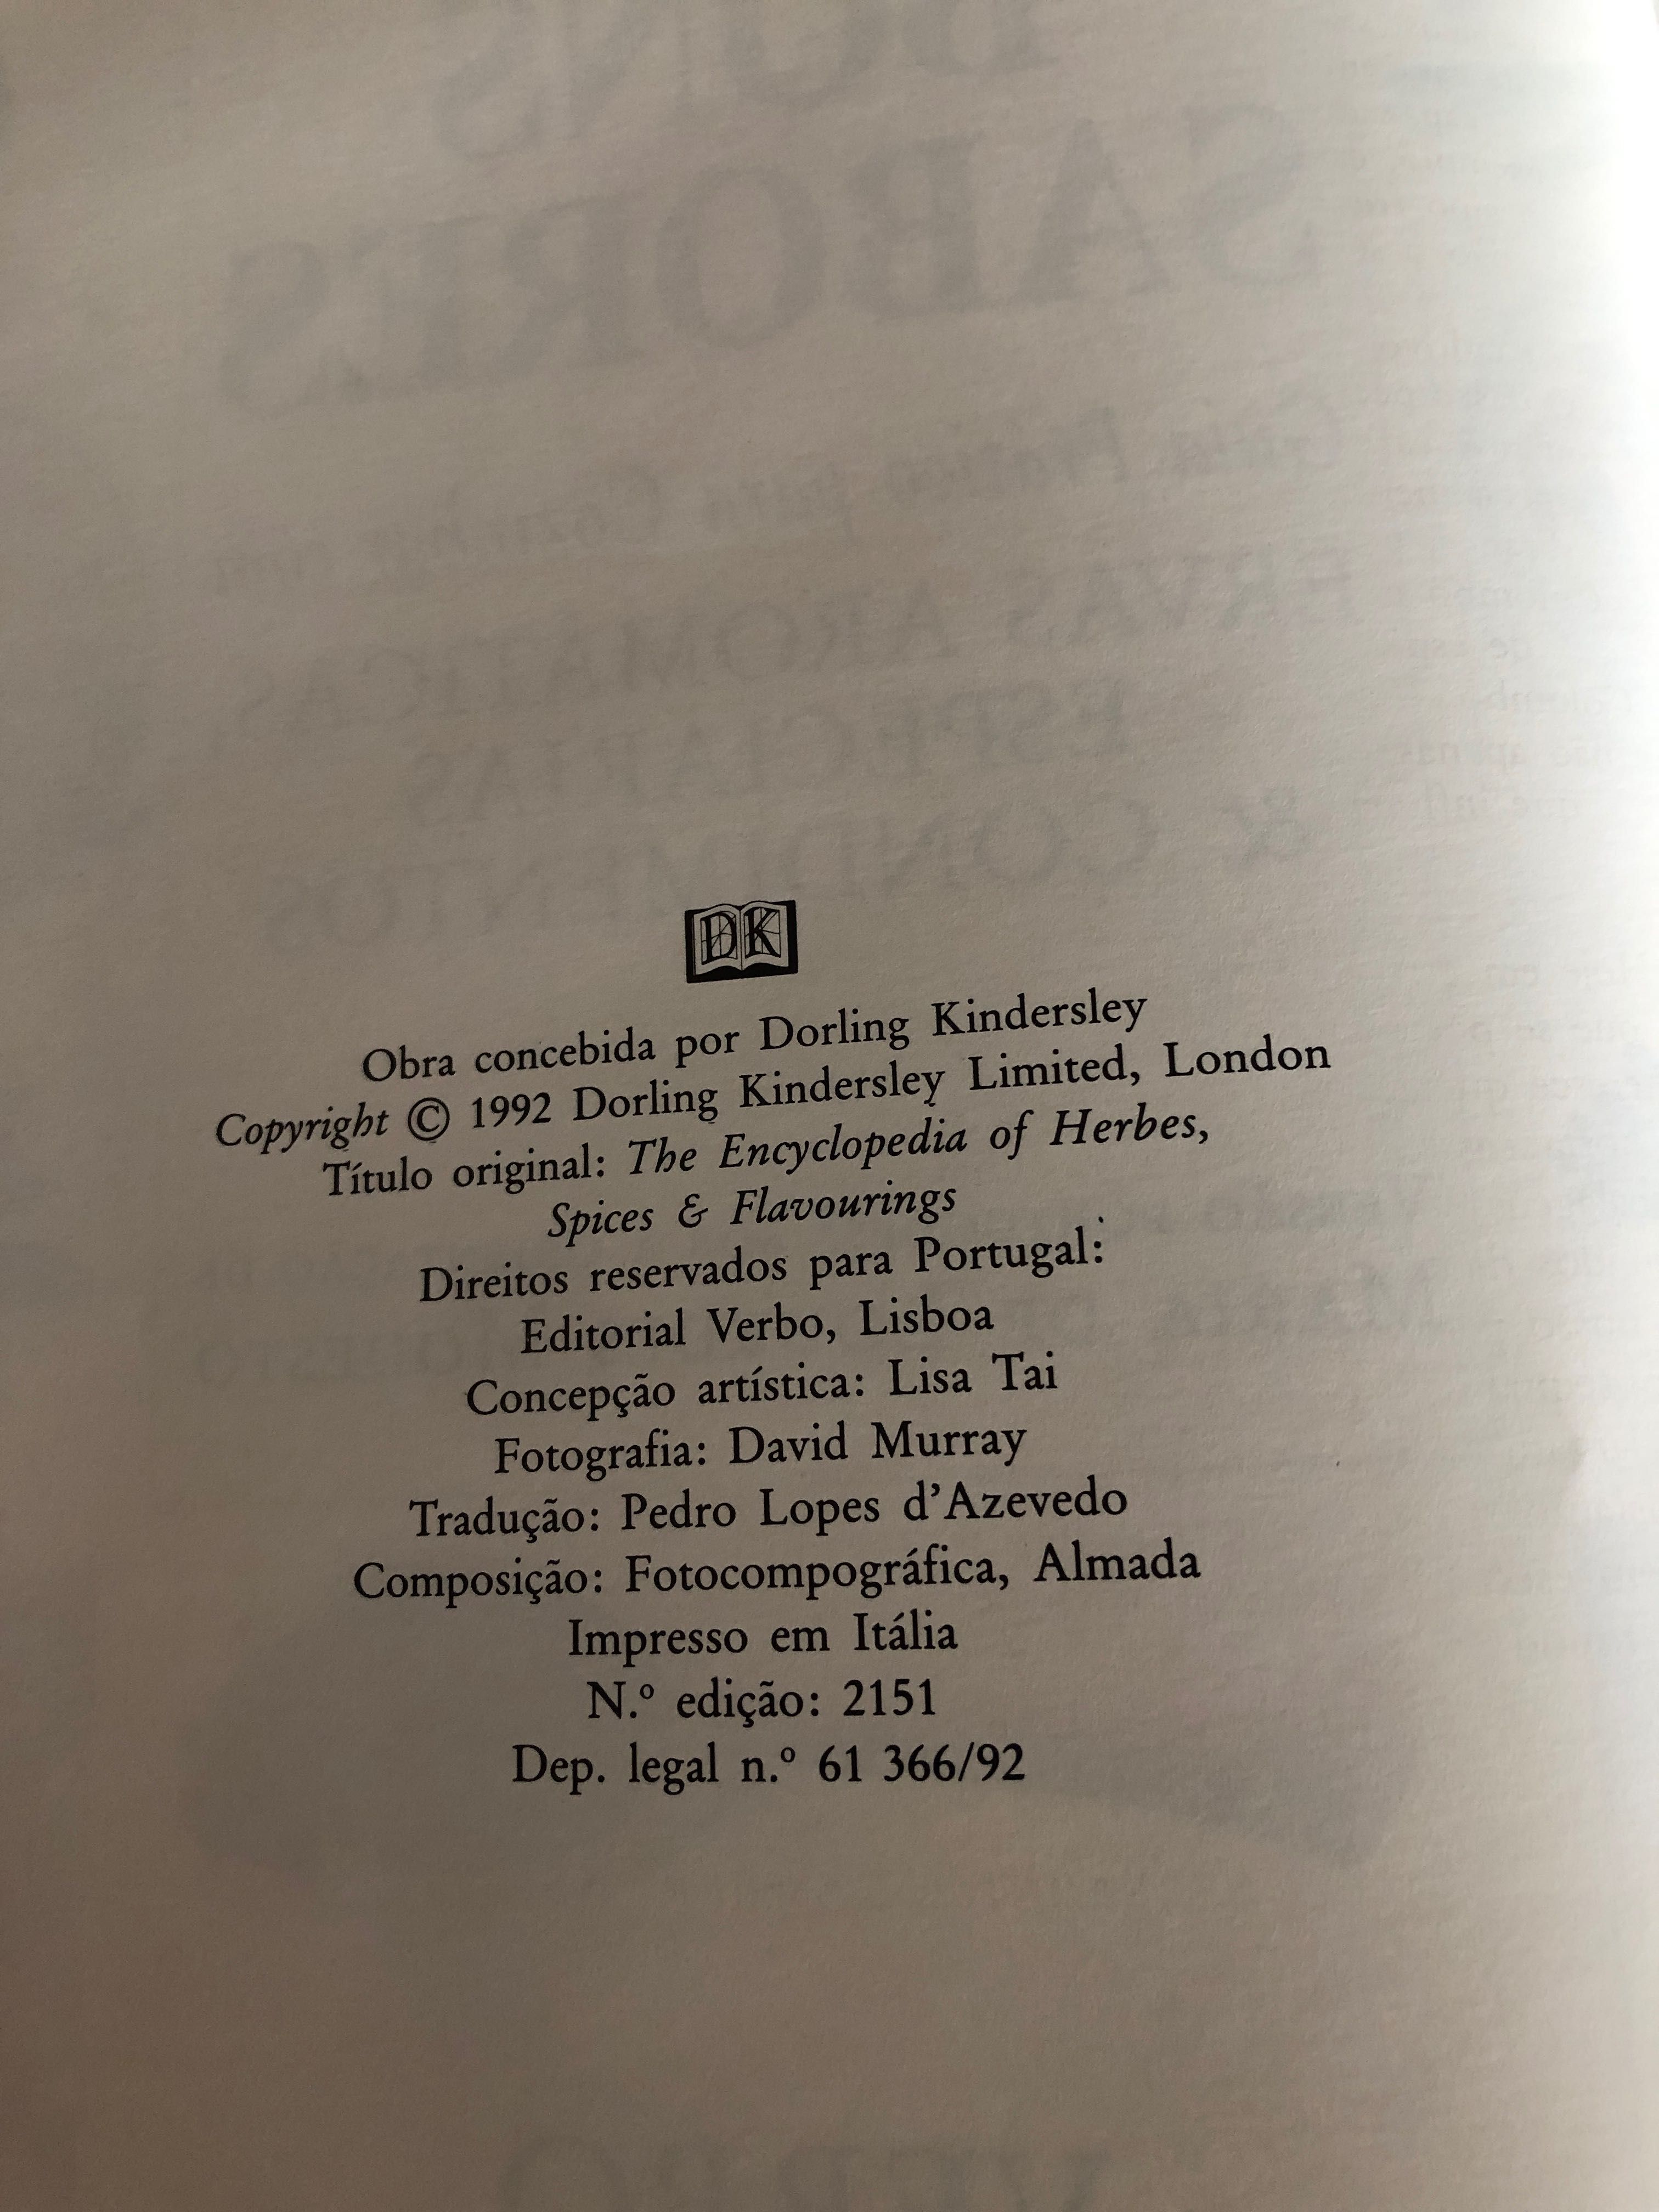 DK
Obra concebida por Dorling Kindersley
Copyright © 1992 Dorling Kindersley Limited, London
Título original: The Encyclopedia of Herbes,
Spices & Flavourings
Direitos reservados para Portugal:
Editorial Verbo, Lisboa
Concepção artística: Lisa Tai
Fotografia: David Murray
Tradução: Pedro Lopes d'Azevedo
Composição: Fotocompográfica, Almada
Impresso em Itália
N.º edição: 2151
Dep. legal n.º 61 366/92